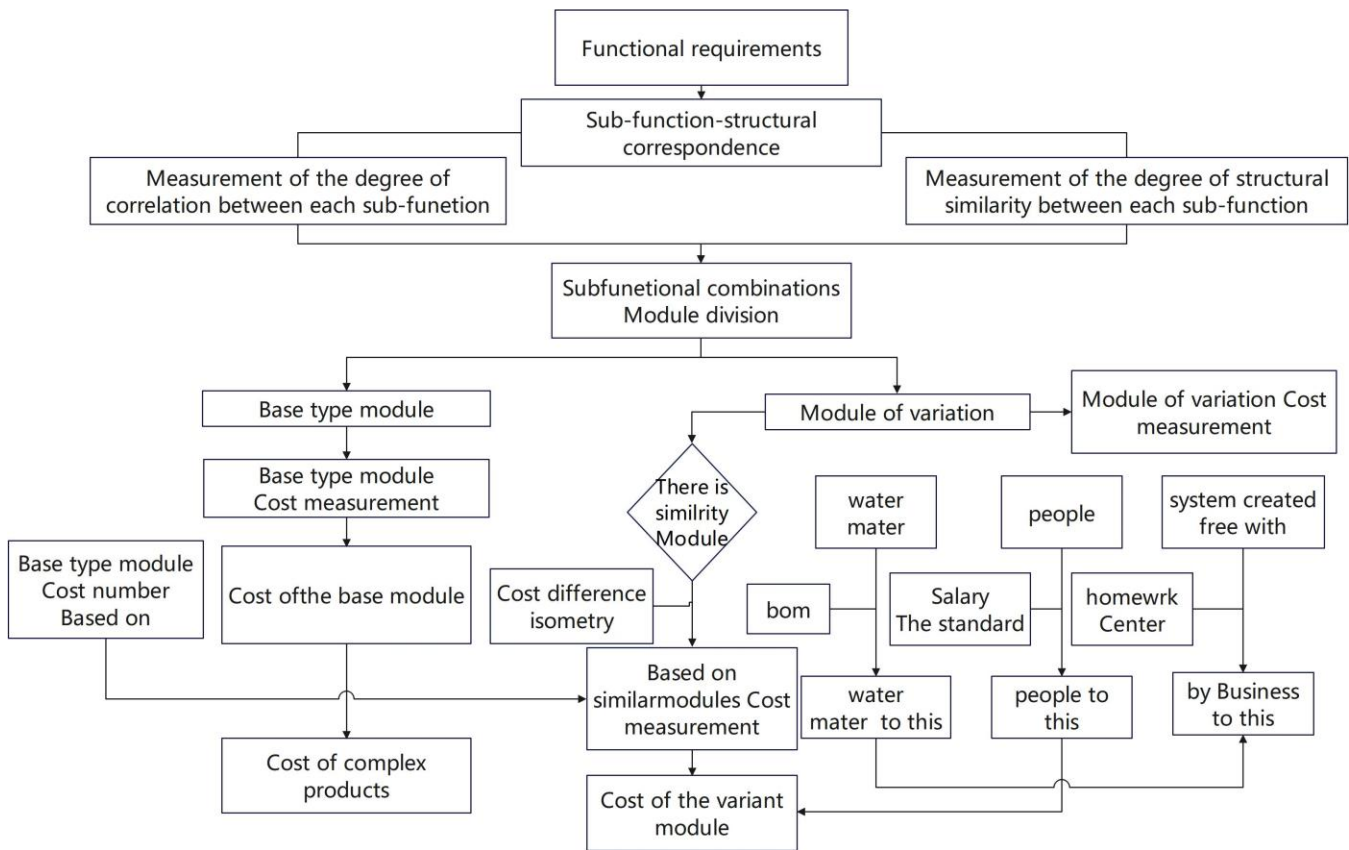 Functional requirements
Sub-function-structural
correspondence
Measurement of the degree of
correlation between each sub-funetion
Measurement of the degree of structural
similarity between each sub-function
Subfunetional combinations
Module division
Base type module
Module of variation
Module of variation Cost
measurement
Base type module
Cost measurement
There is
similrity
Module
water
mater
people
system created
free with
Base type module
Cost number
Based on
Cost ofthe base module
Cost difference
isometry
bom
Salary
The standard
homewrk
Center
Based on
similarmodules Cost
measurement
water
mater to this
people to
this
by Business
to this
Cost of complex
products
Cost of the variant
module